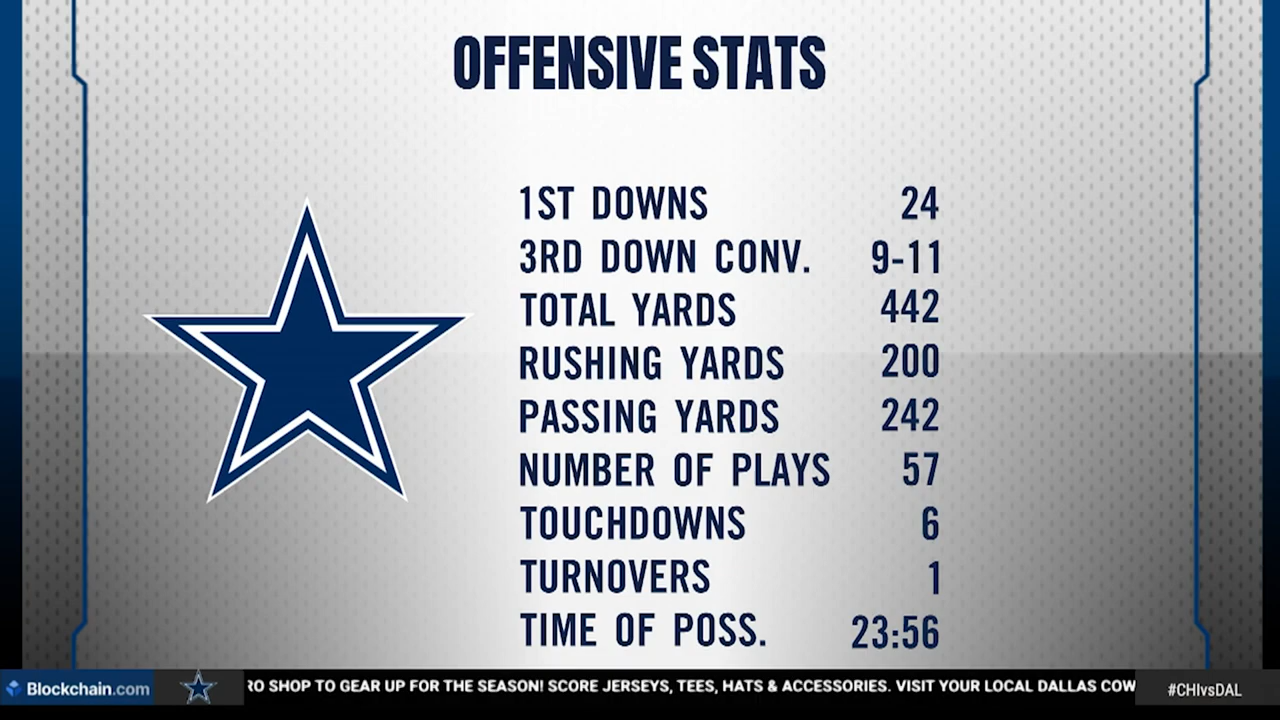 OFFENSIVE STATS
1ST DOWNS 24
3RD DOWN CONV. 9-11
TOTAL YARDS 442
RUSHING YARDS 200
PASSING YARDS 242
NUMBER OF PLAYS 57
TOUCHDOWNS 6
TURNOVERS 1
TIME OF POSS. 23:56
Blockchain.com RO SHOP TO GEAR UP FOR THE SEASON! SCORE JERSEYS, TEES, HATS & ACCESSORIES. VISIT YOUR LOCAL DALLAS COW #CHIvsDAL